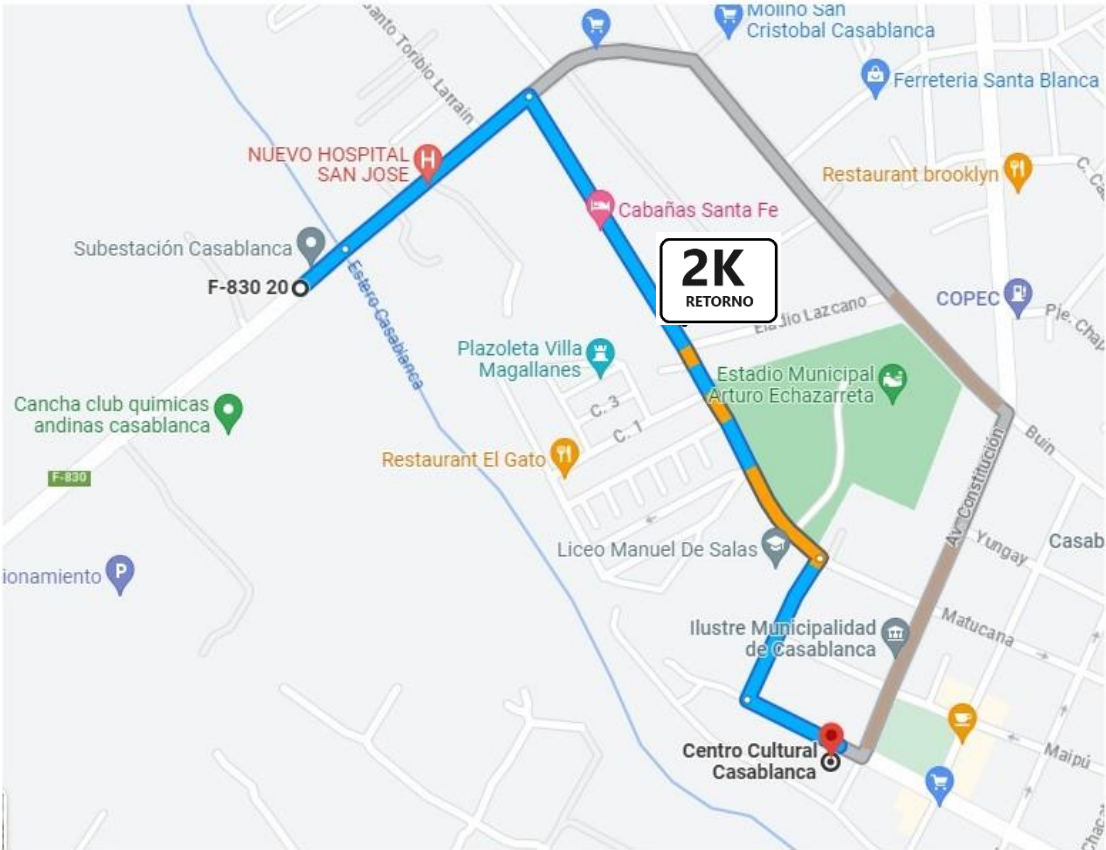 Molino San
Cristobal Casablanca
Santo Toribio Larrain
Ferreteria Santa Blanca
NUEVO HOSPITAL
SAN JOSE
Restaurant brooklyn
Cabañas Santa Fe
Subestación Casablanca
F-830 20
2K
RETORNO
COPEC
Eladio Lazcano
Estero Casablanca
Plazoleta Villa
Magallanes
Estadio Municipal
Arturo Echazarreta
Cancha club quimicas
andinas casablanca
C. 3
C. 1
Buin
Restaurant El Gato
F-830
Av. Constitución
Yungay
Casab
Liceo Manuel De Salas
ionamiento
P
Matucana
Ilustre Municipalidad
de Casablanca
Centro Cultural
Casablanca
Maipú